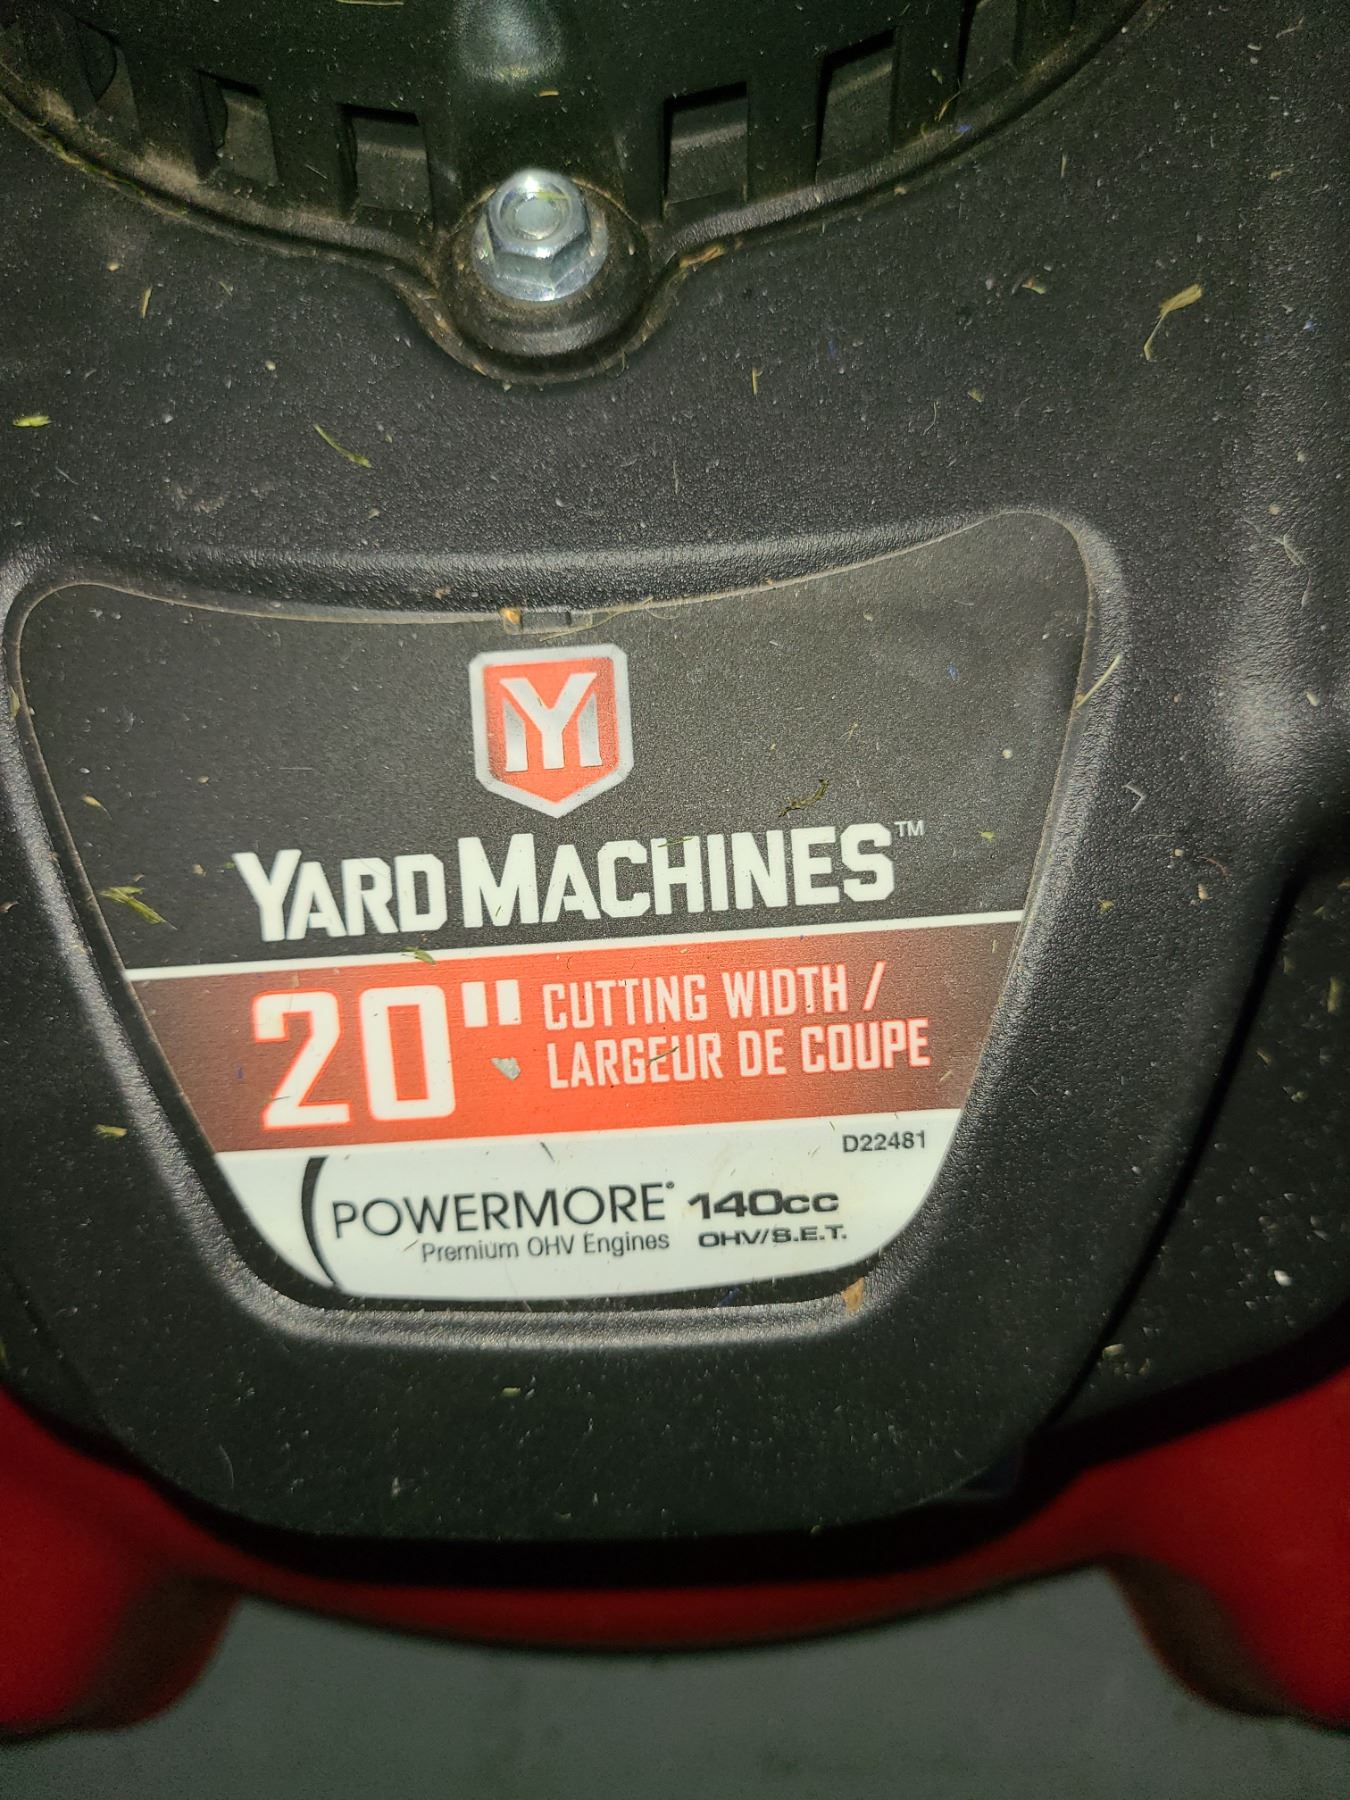 YM
YARD MACHINES™
20" CUTTING WIDTH /
LARGEUR DE COUPE
D22481
POWERMORE® 140cc
Premium OHV Engines OHV/S.E.T.